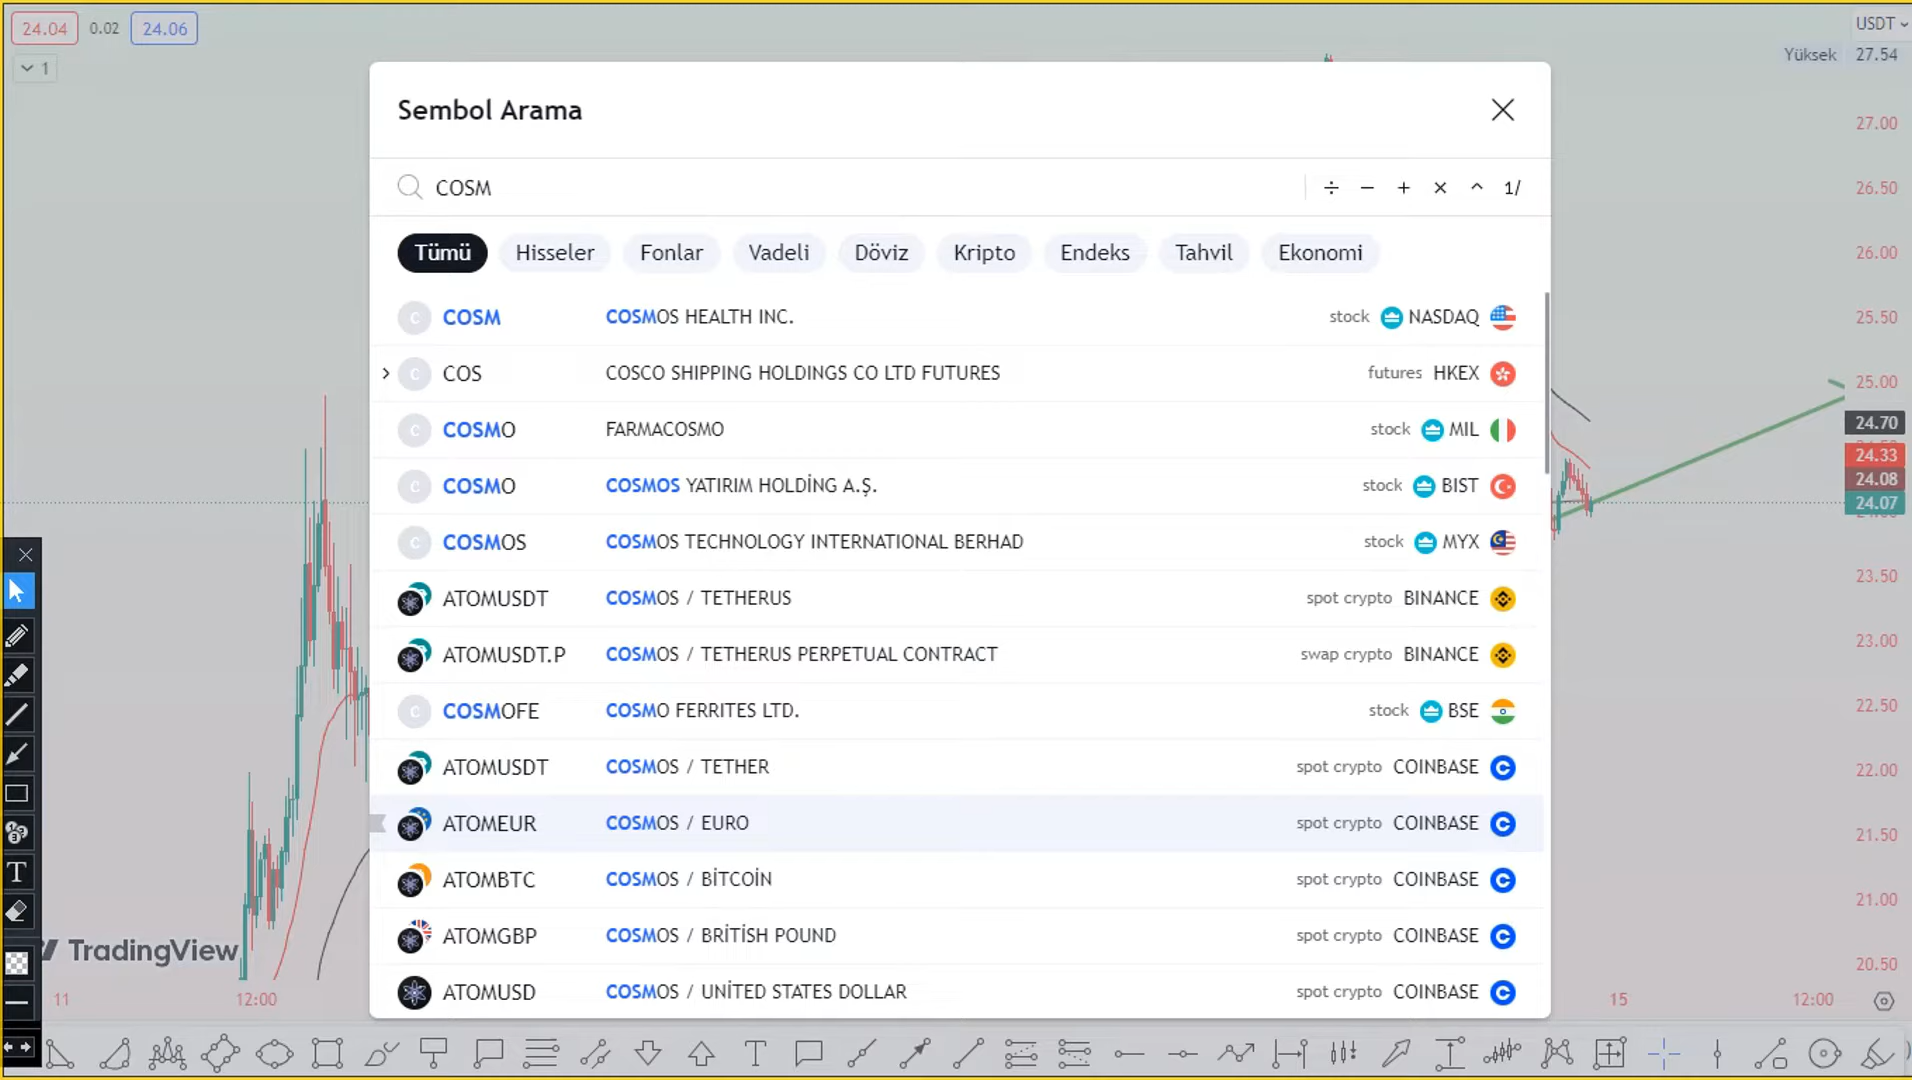 24.04 0.02 24.06
1
USDT
Yüksek 27.54
Sembol Arama
COSM
÷ − + × ^ 1/
Tümü Hisseler Fonlar Vadeli Döviz Kripto Endeks Tahvil Ekonomi
C COSM COSMOS HEALTH INC. stock NASDAQ
C COS COSCO SHIPPING HOLDINGS CO LTD FUTURES futures HKEX
C COSMO FARMACOSMO stock MIL
C COSMO COSMOS YATIRIM HOLDİNG A.Ş. stock BIST
C COSMOS COSMOS TECHNOLOGY INTERNATIONAL BERHAD stock MYX
ATOMUSDT COSMOS / TETHERUS spot crypto BINANCE
ATOMUSDT.P COSMOS / TETHERUS PERPETUAL CONTRACT swap crypto BINANCE
C COSMOFE COSMO FERRITES LTD. stock BSE
ATOMUSDT COSMOS / TETHER spot crypto COINBASE
ATOMEUR COSMOS / EURO spot crypto COINBASE
ATOMBTC COSMOS / BİTCOİN spot crypto COINBASE
ATOMGBP COSMOS / BRİTİSH POUND spot crypto COINBASE
ATOMUSD COSMOS / UNİTED STATES DOLLAR spot crypto COINBASE
27.00
26.50
26.00
25.50
25.00
24.70
24.33
24.08
24.07
23.50
23.00
22.50
22.00
21.50
21.00
20.50
TradingView
11 12:00 15 12:00
T
T